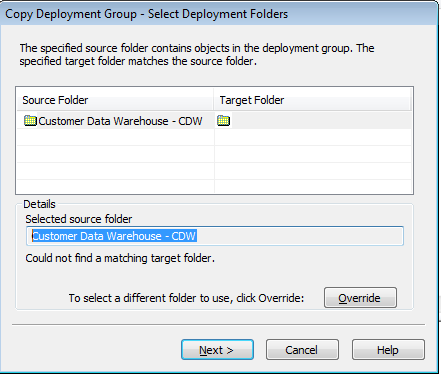 Copy Deployment Group - Select Deployment Folders
The specified source folder contains objects in the deployment group. The
specified target folder matches the source folder.
Source Folder Target Folder
Customer Data Warehouse - CDW
Details
Selected source folder
Customer Data Warehouse - CDW
Could not find a matching target folder.
To select a different folder to use, click Override: Override
Next > Cancel Help